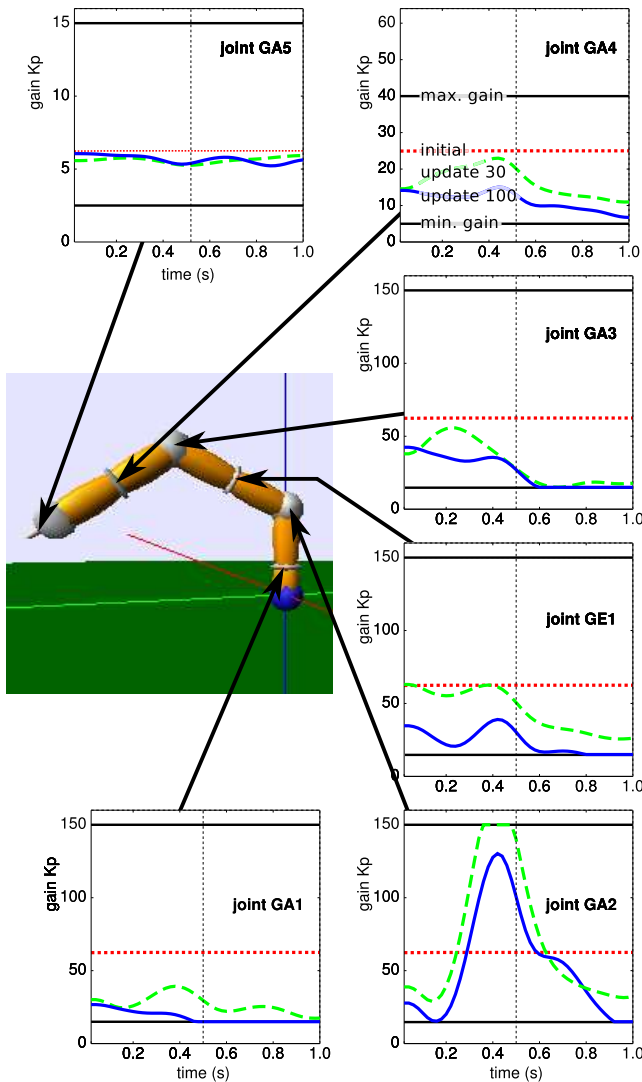 joint GA5
gain Kp
15
10
5
0
0.2 0.4 0.6 0.8 1.0
time (s)
joint GA4
gain Kp
60
50
40
30
20
10
0
max. gain
initial
update 30
update 100
min. gain
0.2 0.4 0.6 0.8 1.0
joint GA3
gain Kp
150
100
50
0
0.2 0.4 0.6 0.8 1.0
joint GE1
gain Kp
150
100
50
0
0.2 0.4 0.6 0.8 1.0
joint GA1
gain Kp
150
100
50
0
0.2 0.4 0.6 0.8 1.0
time (s)
joint GA2
gain Kp
150
100
50
0
0.2 0.4 0.6 0.8 1.0
time (s)